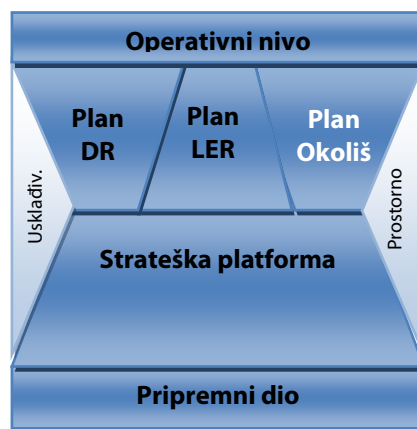 Operativni nivo
Plan
DR
Plan
LER
Plan
Okoliš
Usklađiv.
Prostorno
Strateška platforma
Pripremni dio